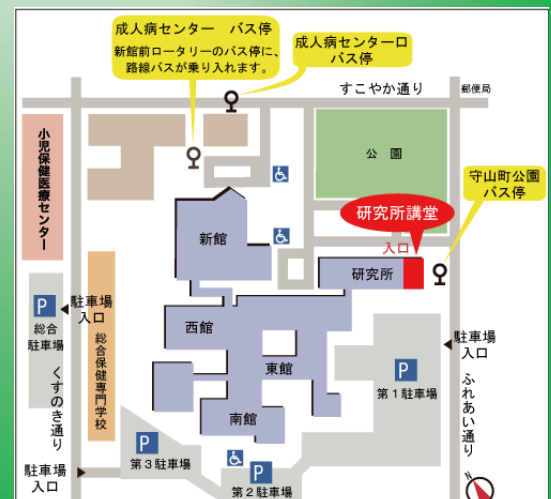 成人病センター バス停
新館前ロータリーのバス停に、
路線バスが乗り入れます。
成人病センター口
バス停
すこやか通り
郵便局
小児保健医療センター
公園
守山町公園
バス停
研究所講堂
入口
新館
研究所
P
総合
駐車場
駐車場
入口
総合保健専門学校
西館
東館
駐車場
入口
P
第1駐車場
くすのき通り
ふれあい通り
南館
P
第3駐車場
駐車場
入口
P
第2駐車場
N